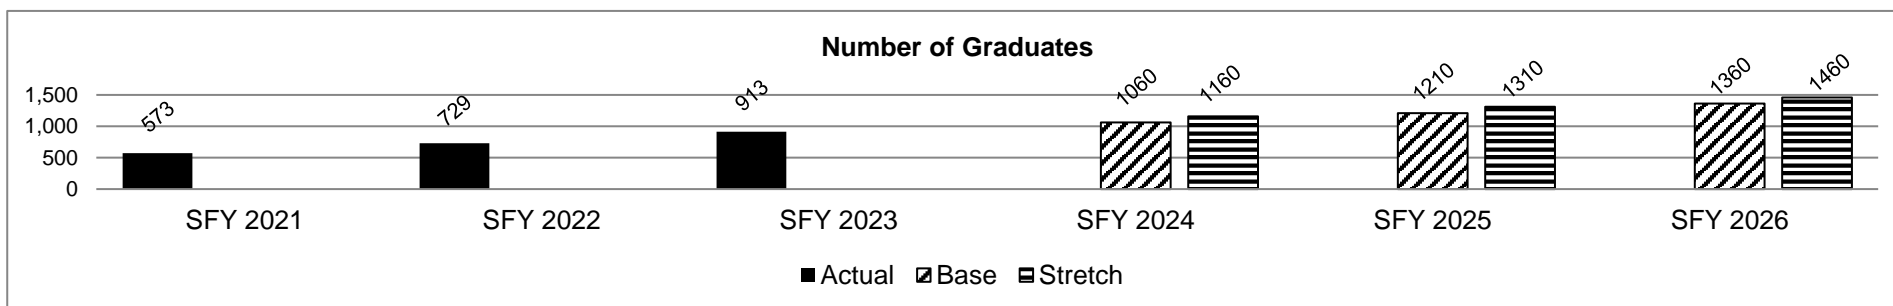 Number of Graduates
1,500
1,000
500
0
573
729
913
1060
1160
1210
1310
1360
1460
SFY 2021
SFY 2022
SFY 2023
SFY 2024
SFY 2025
SFY 2026
Actual
Base
Stretch